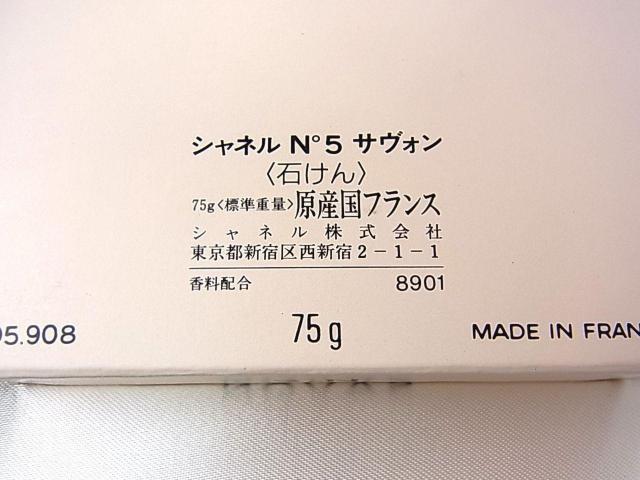 シャネル N°5 サヴォン
〈石けん〉
75g〈標準重量〉原産国フランス
シャネル株式会社
東京都新宿区西新宿2-1-1
香料配合 8901
95.908 75g MADE IN FRAN